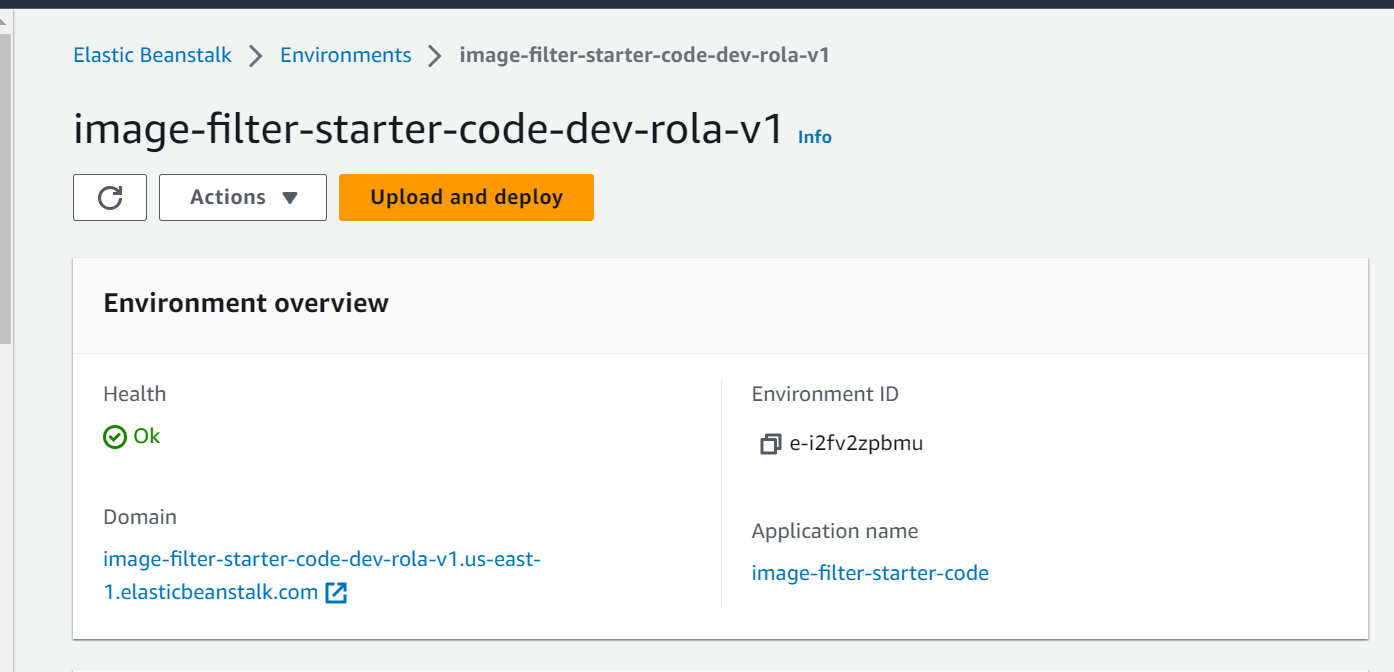 Elastic Beanstalk Environments image-filter-starter-code-dev-rola-v1
image-filter-starter-code-dev-rola-v1 Info
Actions Upload and deploy
Environment overview
Health
Ok
Domain
image-filter-starter-code-dev-rola-v1.us-east-
1.elasticbeanstalk.com
Environment ID
e-i2fv2zpbmu
Application name
image-filter-starter-code